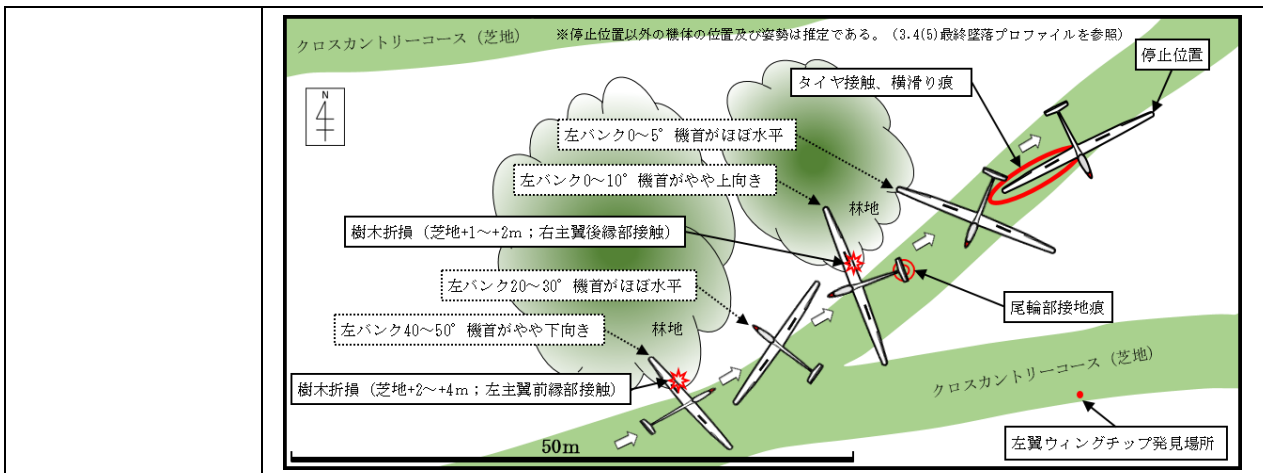 クロスカントリーコース（芝地）
※停止位置以外の機体の位置及び姿勢は推定である。（3.4(5)最終墜落プロファイルを参照）
停止位置
タイヤ接触、横滑り痕
N
左バンク0～5°機首がほぼ水平
左バンク0～10°機首がやや上向き
林地
樹木折損（芝地+1～+2m；右主翼後縁部接触）
左バンク20～30°機首がほぼ水平
尾輪部接地痕
左バンク40～50°機首がやや下向き
林地
クロスカントリーコース（芝地）
樹木折損（芝地+2～+4m；左主翼前縁部接触）
50m
左翼ウィングチップ発見場所